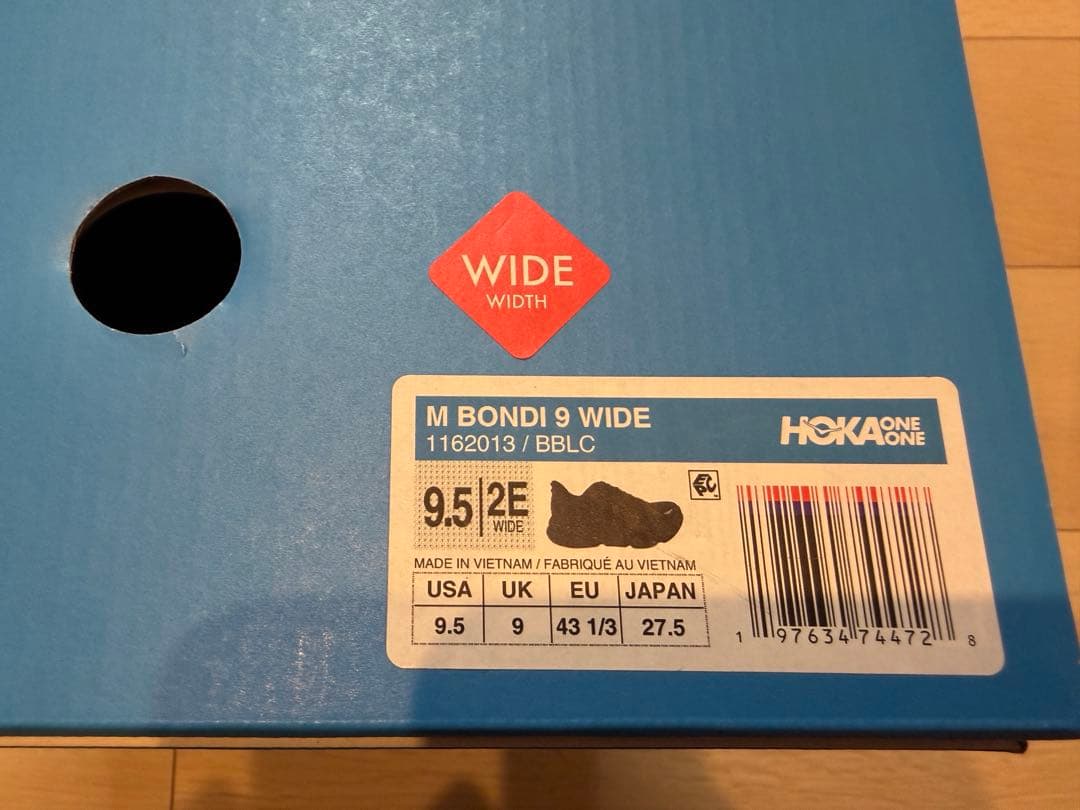 WIDE
WIDTH
M BONDI 9 WIDE
1162013 / BBLC
HOKA ONE ONE
9.5 2E
WIDE
EPC
MADE IN VIETNAM / FABRIQUÉ AU VIETNAM
USA UK EU JAPAN
9.5 9 43 1/3 27.5
1 97634 74472 8